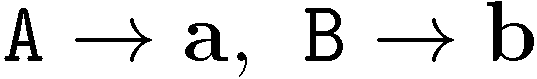 A → a, B → b